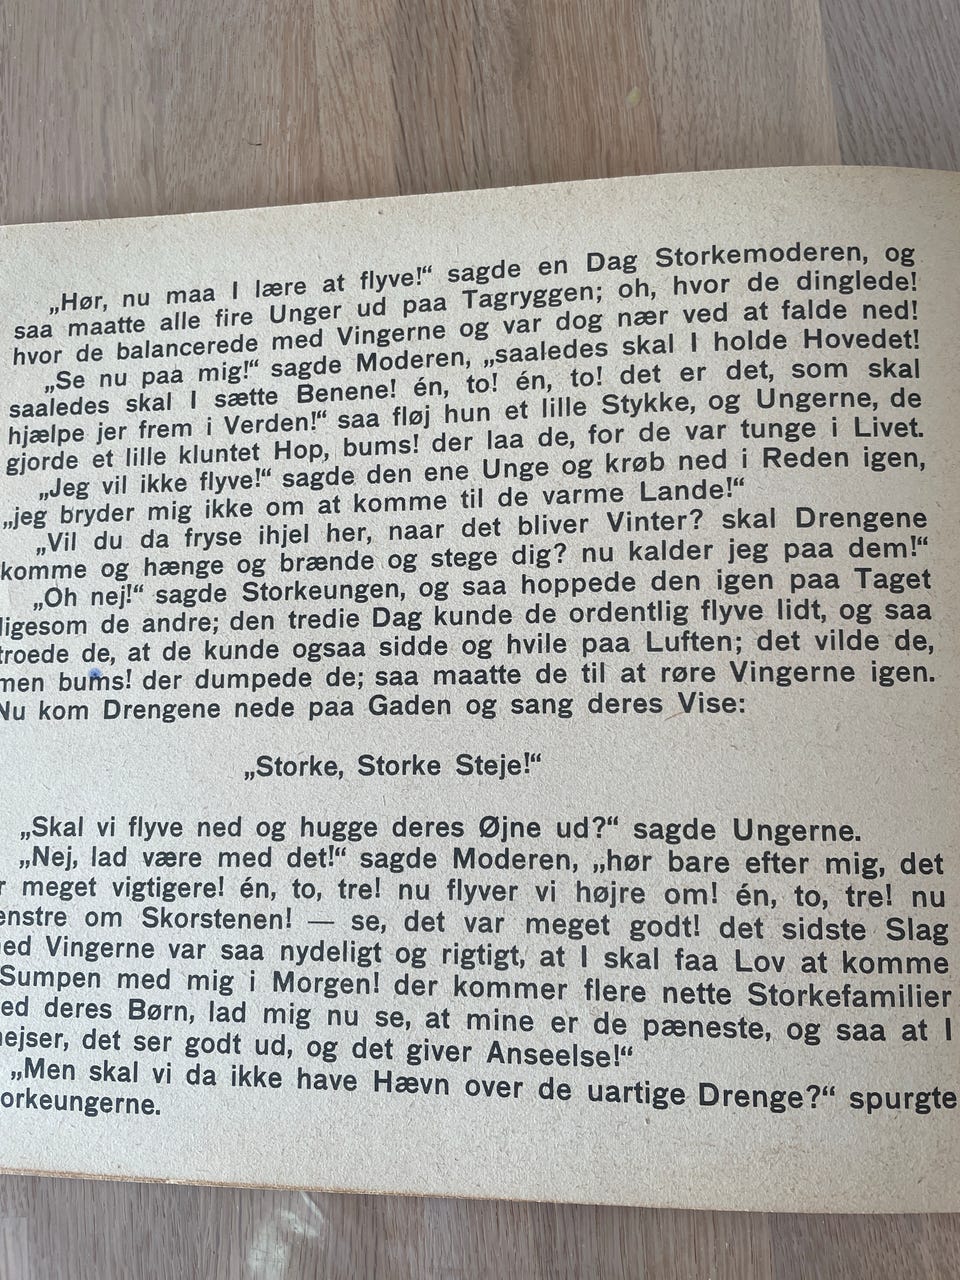 „Hør, nu maa I lære at flyve!“ sagde en Dag Storkemoderen, og
saa maatte alle fire Unger ud paa Tagryggen; oh, hvor de dinglede!
hvor de balancerede med Vingerne og var dog nær ved at falde ned!
„Se nu paa mig!“ sagde Moderen, „saaledes skal I holde Hovedet!
saaledes skal I sætte Benene! én, to! én, to! det er det, som skal
hjælpe jer frem i Verden!“ saa fløj hun et lille Stykke, og Ungerne, de
gjorde et lille kluntet Hop, bums! der laa de, for de var tunge i Livet.
„Jeg vil ikke flyve!“ sagde den ene Unge og krøb ned i Reden igen,
„jeg bryder mig ikke om at komme til de varme Lande!“
„Vil du da fryse ihjel her, naar det bliver Vinter? skal Drengene
komme og hænge og brænde og stege dig? nu kalder jeg paa dem!“
„Oh nej!“ sagde Storkeungen, og saa hoppede den igen paa Taget
ligesom de andre; den tredie Dag kunde de ordentlig flyve lidt, og saa
troede de, at de kunde ogsaa sidde og hvile paa Luften; det vilde de,
men bums! der dumpede de; saa maatte de til at røre Vingerne igen.
Nu kom Drengene nede paa Gaden og sang deres Vise:
„Storke, Storke Steje!“
„Skal vi flyve ned og hugge deres Øjne ud?“ sagde Ungerne.
„Nej, lad være med det!“ sagde Moderen, „hør bare efter mig, det
r meget vigtigere! én, to, tre! nu flyver vi højre om! én, to, tre! nu
enstre om Skorstenen! — se, det var meget godt! det sidste Slag
ed Vingerne var saa nydeligt og rigtigt, at I skal faa Lov at komme
Sumpen med mig i Morgen! der kommer flere nette Storkefamilier
ed deres Børn, lad mig nu se, at mine er de pæneste, og saa at I
ejser, det ser godt ud, og det giver Anseelse!“
„Men skal vi da ikke have Hævn over de uartige Drenge?“ spurgte
orkeungerne.